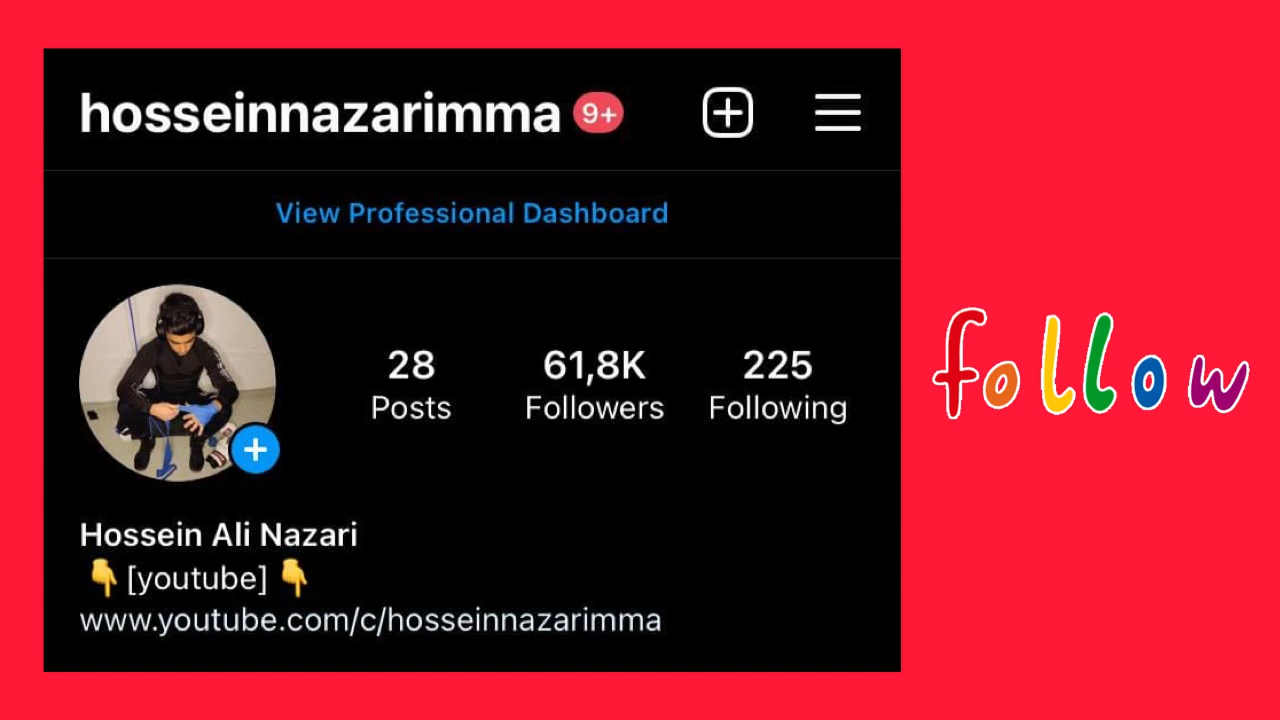 hosseinnazarimma 9+
View Professional Dashboard
28 61,8K 225
Posts Followers Following
follow
Hossein Ali Nazari
👇 [youtube] 👇
www.youtube.com/c/hosseinnazarimma